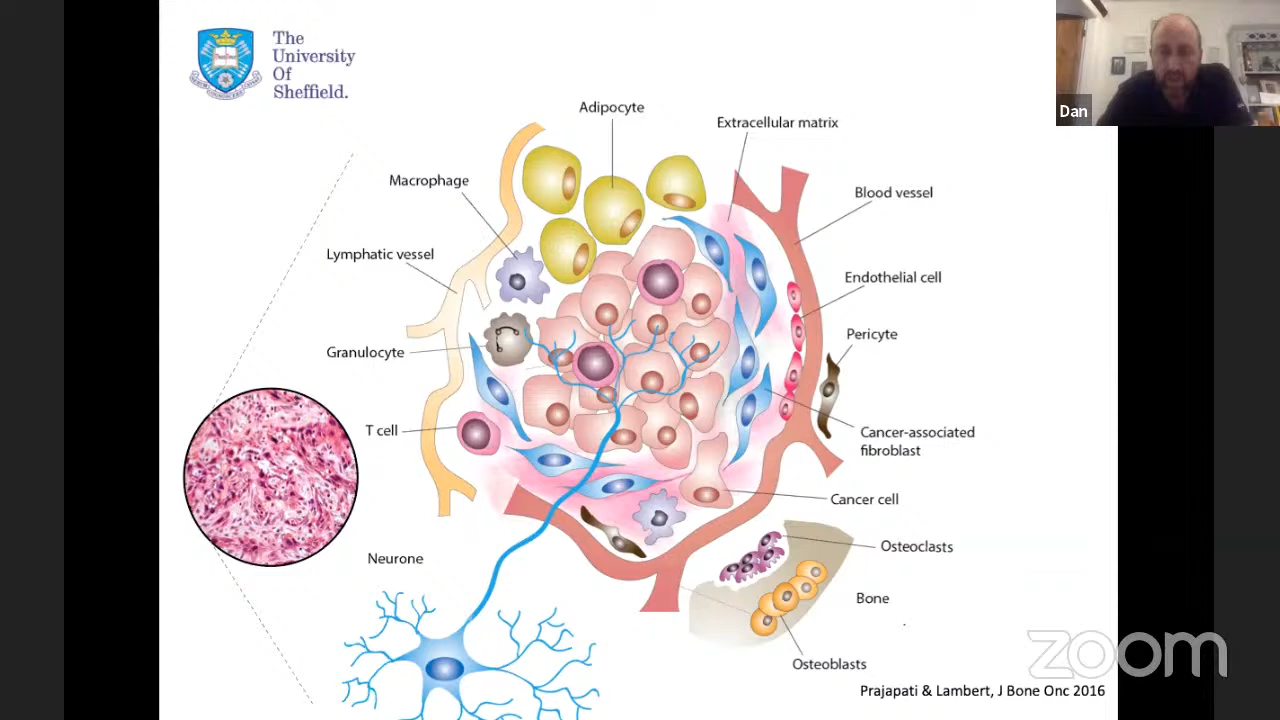 The
University
Of
Sheffield.
Dan
Adipocyte
Extracellular matrix
Macrophage
Blood vessel
Lymphatic vessel
Endothelial cell
Pericyte
Granulocyte
T cell
Cancer-associated
fibroblast
Cancer cell
Osteoclasts
Neurone
Bone
Osteoblasts
zoom
Prajapati & Lambert, J Bone Onc 2016